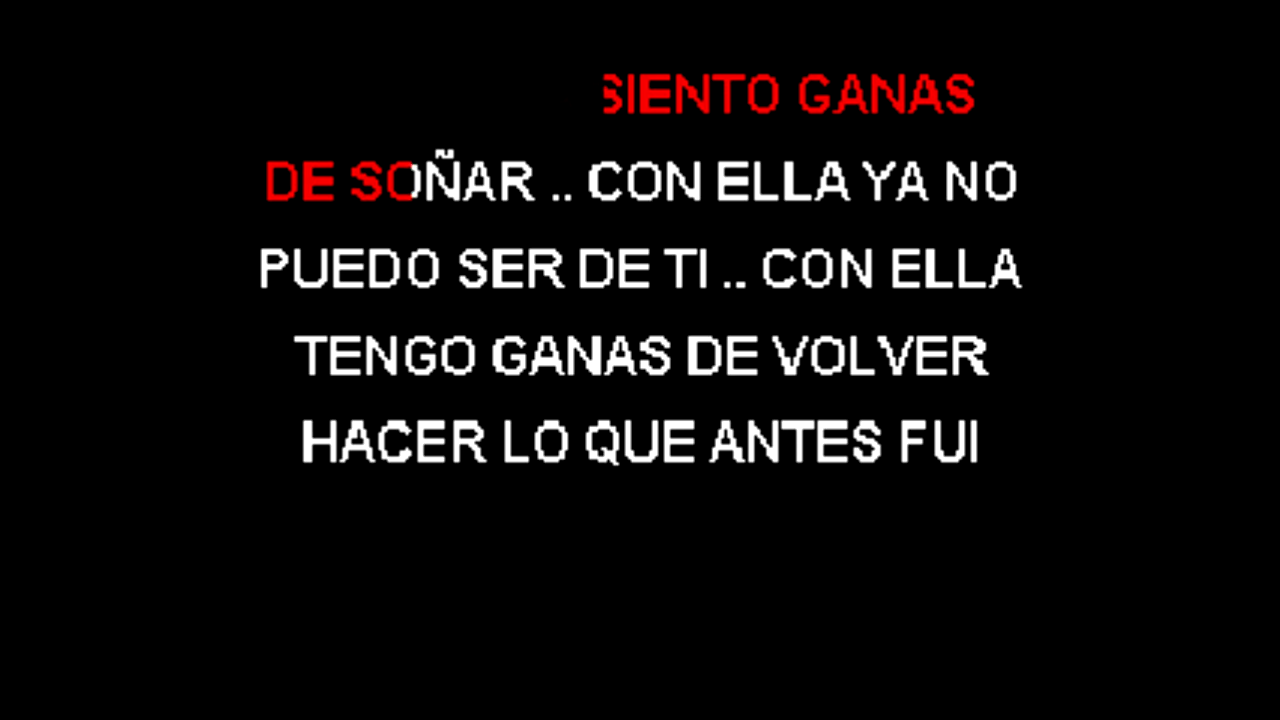 SIENTO GANAS
DE SOÑAR .. CON ELLA YA NO
PUEDO SER DE TI .. CON ELLA
TENGO GANAS DE VOLVER
HACER LO QUE ANTES FUI